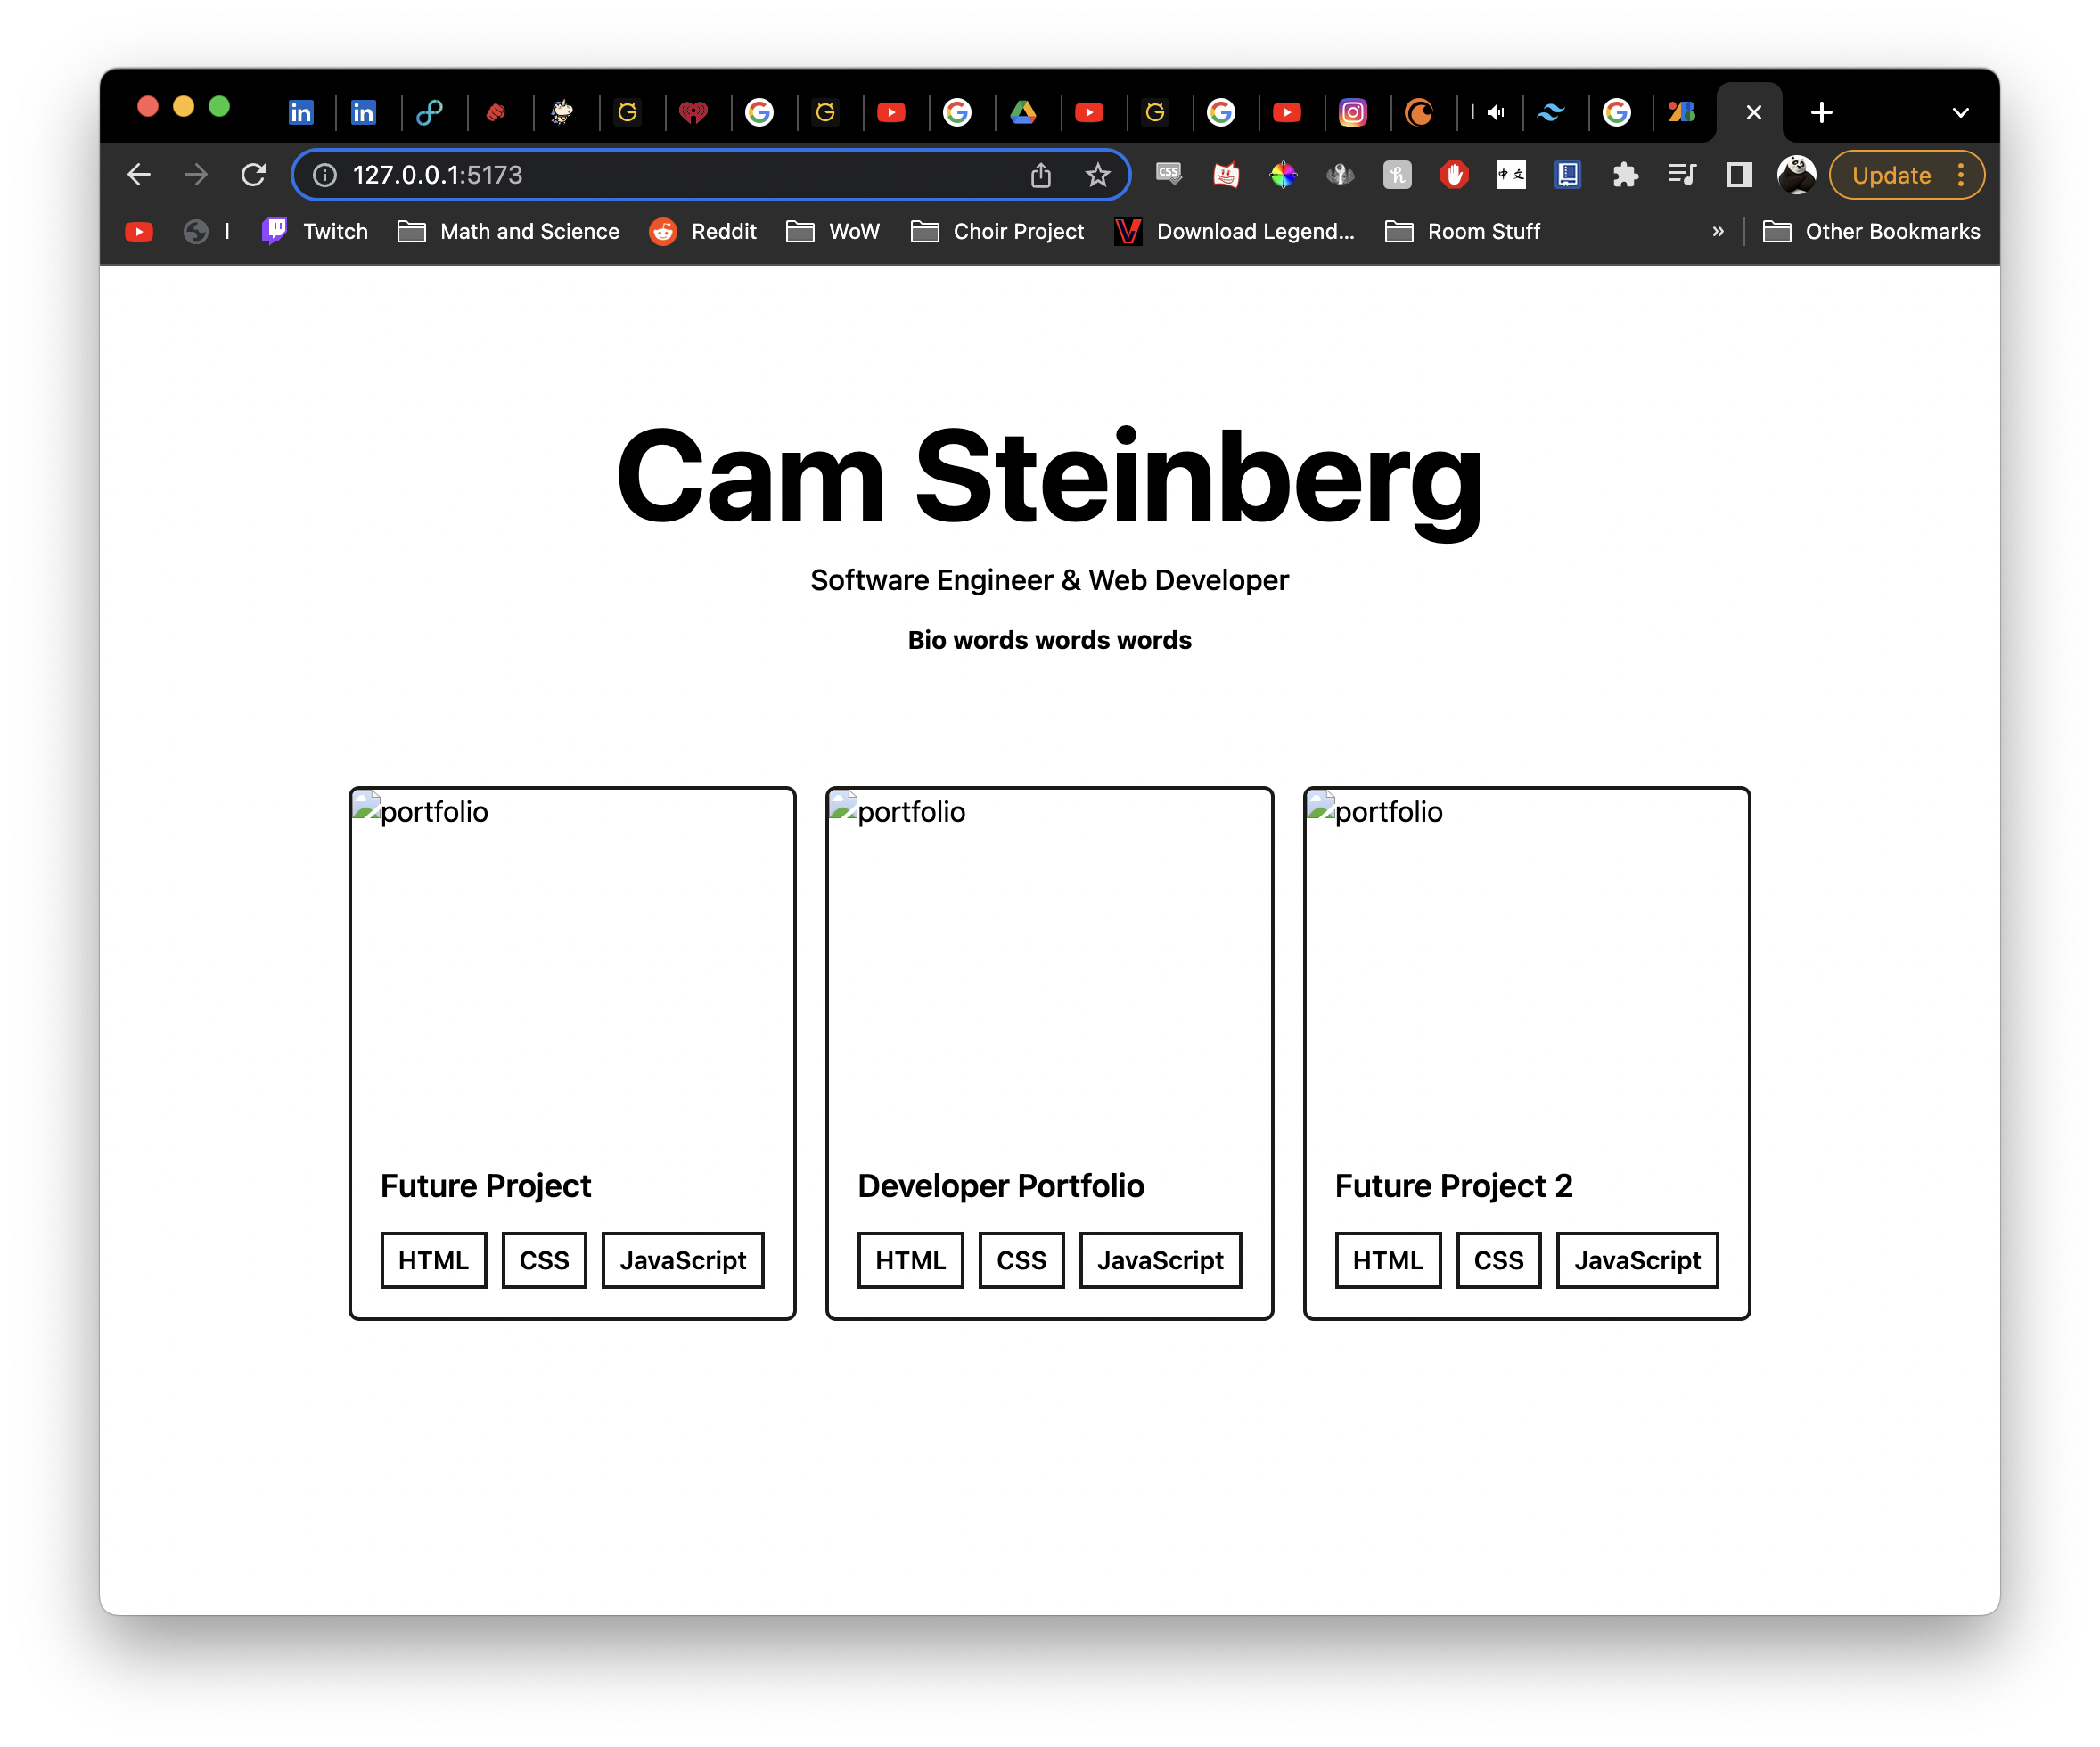 127.0.0.1:5173
Update
Twitch
Math and Science
Reddit
WoW
Choir Project
Download Legend...
Room Stuff
»
Other Bookmarks
Cam Steinberg
Software Engineer & Web Developer
Bio words words words
portfolio
portfolio
portfolio
Future Project
Developer Portfolio
Future Project 2
HTML CSS JavaScript
HTML CSS JavaScript
HTML CSS JavaScript